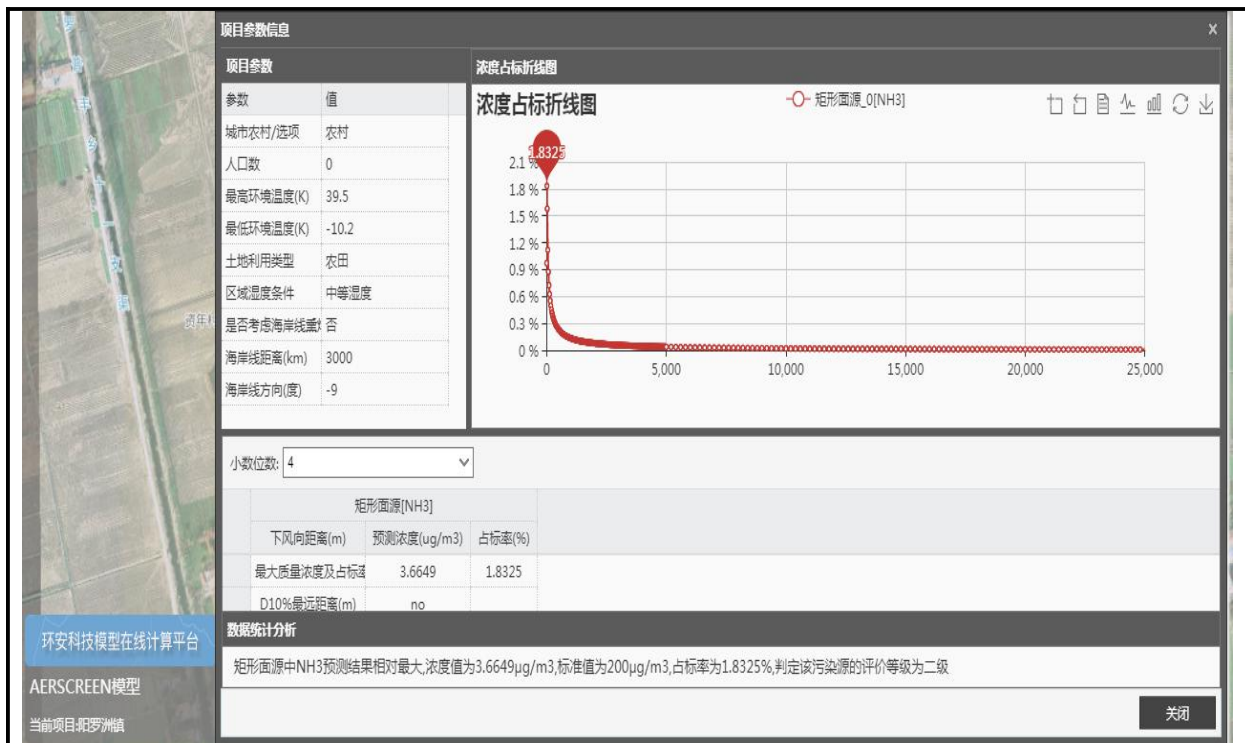 项目参数信息
x
项目参数
参数 值
城市农村/选项 农村
人口数 0
最高环境温度(K) 39.5
最低环境温度(K) -10.2
土地利用类型 农田
区域湿度条件 中等湿度
是否考虑海岸线重 否
海岸线距离(km) 3000
海岸线方向(度) -9
浓度占标折线图
浓度占标折线图
矩形面源_0[NH3]
1.8325
2.1 %
1.8 %
1.5 %
1.2 %
0.9 %
0.6 %
0.3 %
0 %
0 5,000 10,000 15,000 20,000 25,000
小数位数: 4
矩形面源[NH3]
下风向距离(m) 预测浓度(ug/m3) 占标率(%)
最大质量浓度及占标率 3.6649 1.8325
D10%最远距离(m) no
数据统计分析
矩形面源中NH3预测结果相对最大,浓度值为3.6649μg/m3,标准值为200μg/m3,占标率为1.8325%,判定该污染源的评价等级为二级
关闭
环安科技模型在线计算平台
AERSCREEN模型
当前项目-阳罗洲镇